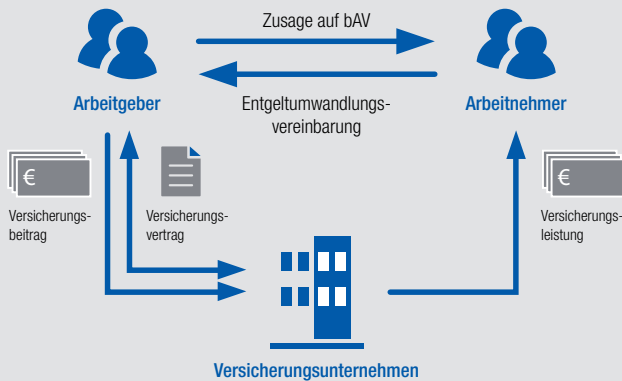 Zusage auf bAV
Arbeitgeber
Entgeltumwandlungs-
vereinbarung
Arbeitnehmer
€
Versicherungs-
beitrag
Versicherungs-
vertrag
€
Versicherungs-
leistung
Versicherungsunternehmen